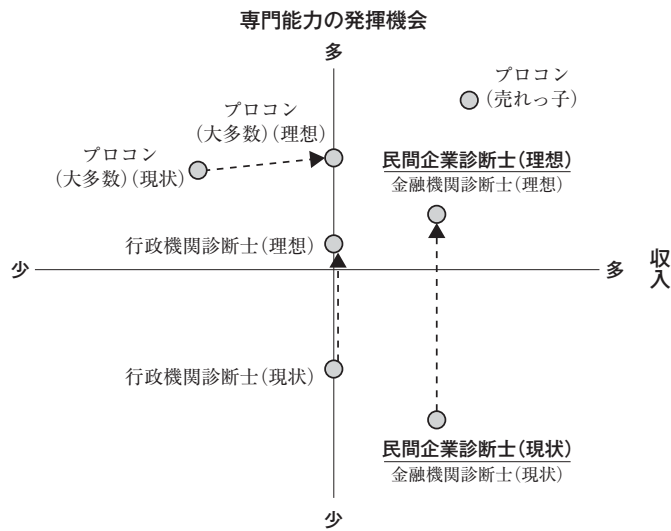 専門能力の発揮機会
多
プロコン
(売れっ子)
プロコン
(大多数)(理想)
プロコン
(大多数)(現状)
民間企業診断士(理想)
金融機関診断士(理想)
行政機関診断士(理想)
少
多
収入
行政機関診断士(現状)
民間企業診断士(現状)
金融機関診断士(現状)
少